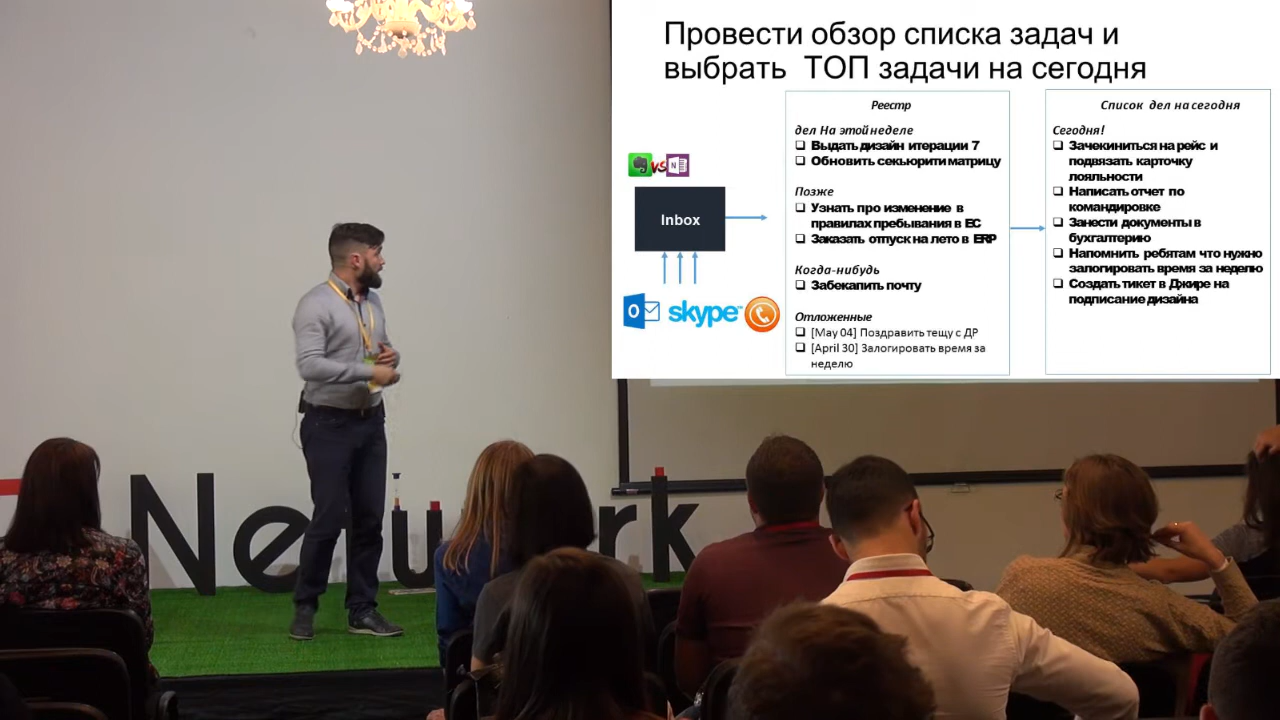 Провести обзор списка задач и
выбрать ТОП задачи на сегодня
vs
N
Inbox
O
skype™
Реестр
дел На этой неделе
Выдать дизайн итерации 7
Обновить секьюрити матрицу
Позже
Узнать про изменение в
правилах пребывания в ЕС
Заказать отпуск на лето в ERP
Когда-нибудь
Забекапить почту
Отложенные
[May 04] Поздравить тещу с ДР
[April 30] Залогировать время за
неделю
Список дел на сегодня
Сегодня!
Зачекиниться на рейс и
подвязать карточку
лояльности
Написать отчет по
командировке
Занести документы в
бухгалтерию
Напомнить ребятам что нужно
залогировать время за неделю
Создать тикет в Джире на
подписание дизайна